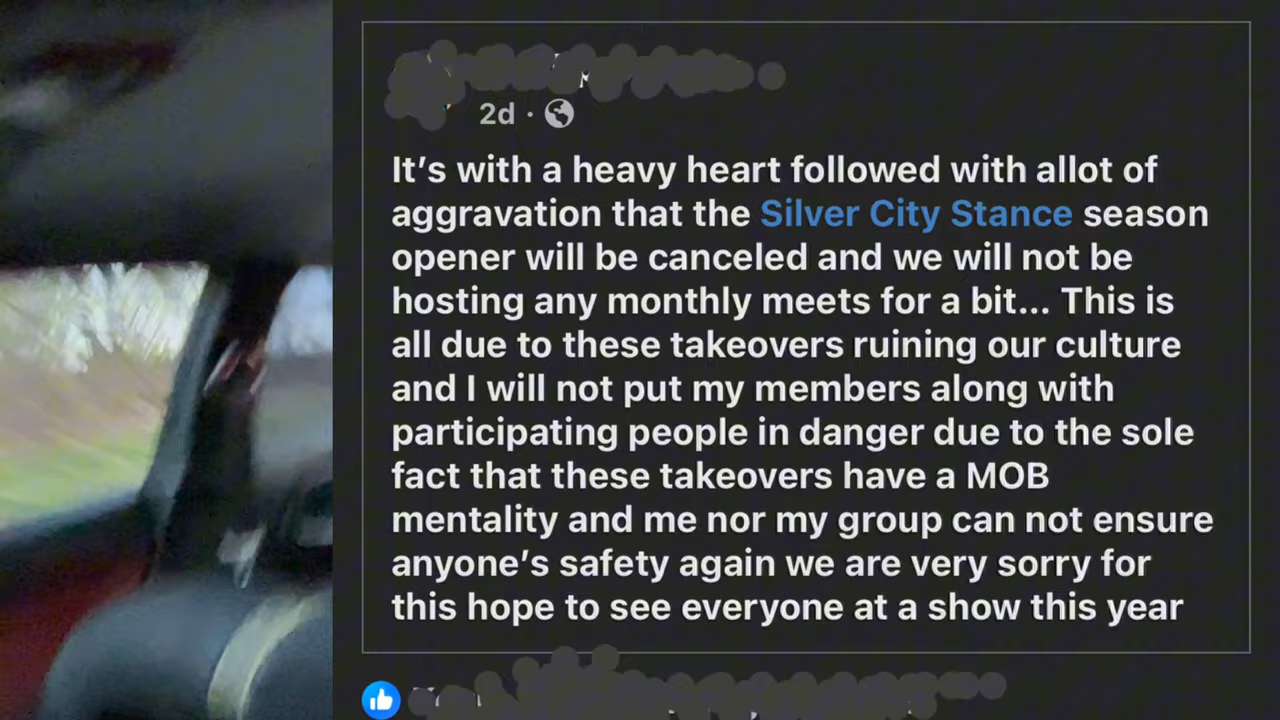 2d ·
It's with a heavy heart followed with allot of
aggravation that the Silver City Stance season
opener will be canceled and we will not be
hosting any monthly meets for a bit... This is
all due to these takeovers ruining our culture
and I will not put my members along with
participating people in danger due to the sole
fact that these takeovers have a MOB
mentality and me nor my group can not ensure
anyone's safety again we are very sorry for
this hope to see everyone at a show this year